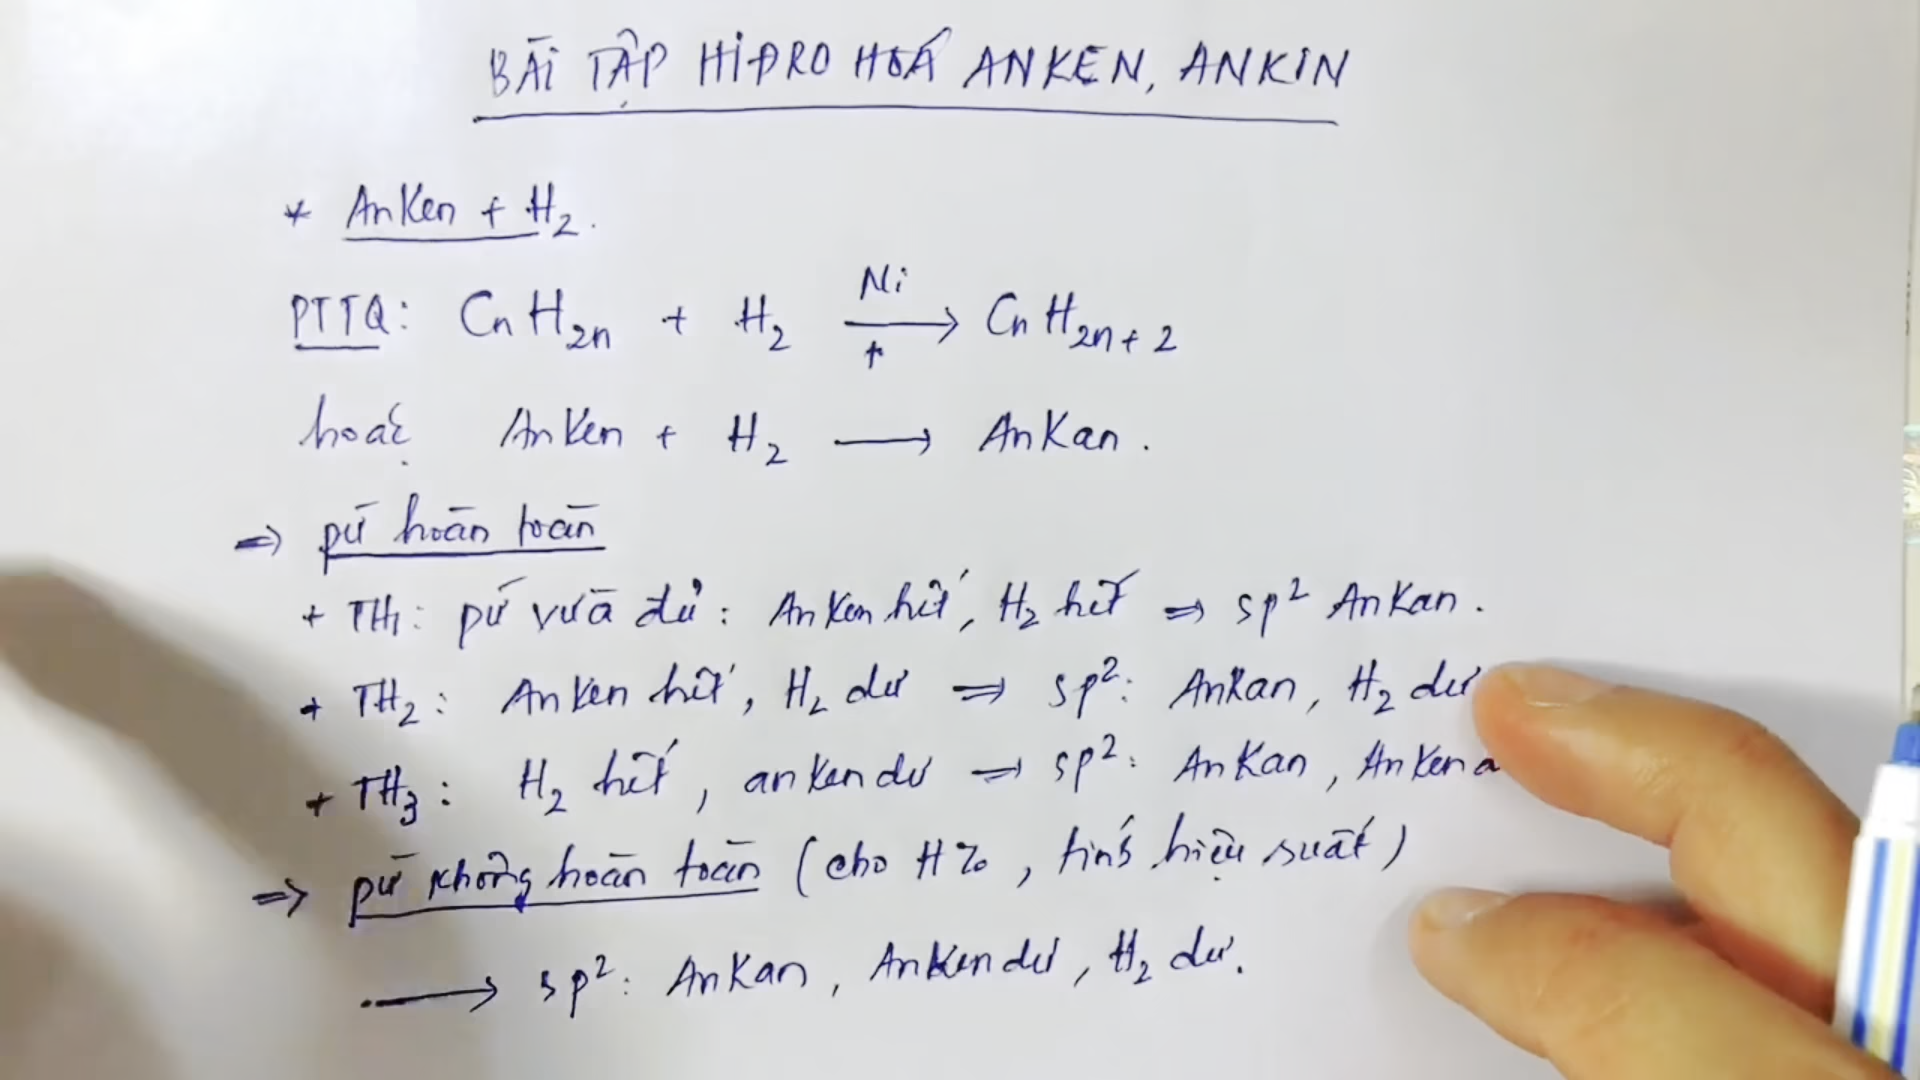 BÀI TẬP HIĐRO HOÁ ANKEN, ANKIN
* AnKen + H₂.
PTTQ: CnH2n + H₂ Ni t° → CnH2n+2
hoặc AnKen + H₂ → AnKan.
⇒ pứ hoàn toàn
+ TH1: pứ vừa đủ: AnKen hết, H₂ hết ⇒ sp² AnKan.
+ TH2: AnKen hết, H₂ dư ⇒ sp²: AnKan, H₂ dư
+ TH3: H₂ hết, anken dư ⇒ sp²: AnKan, AnKen
⇒ pứ không hoàn toàn (cho H%, tính hiệu suất)
→ sp²: AnKan, AnKen dư, H₂ dư.